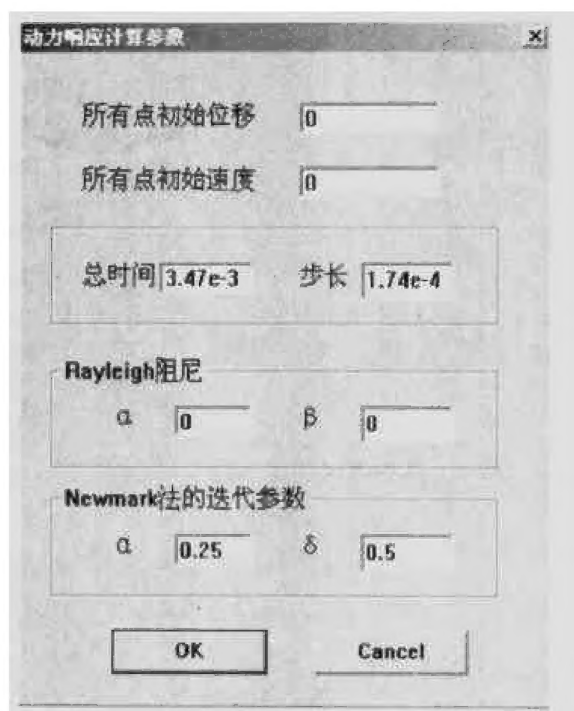 动力响应计算参数
所有点初始位移 0
所有点初始速度 0
总时间 3.47e-3 步长 1.74e-4
Rayleigh阻尼
α 0 β 0
Newmark法的迭代参数
α 0.25 δ 0.5
OK Cancel